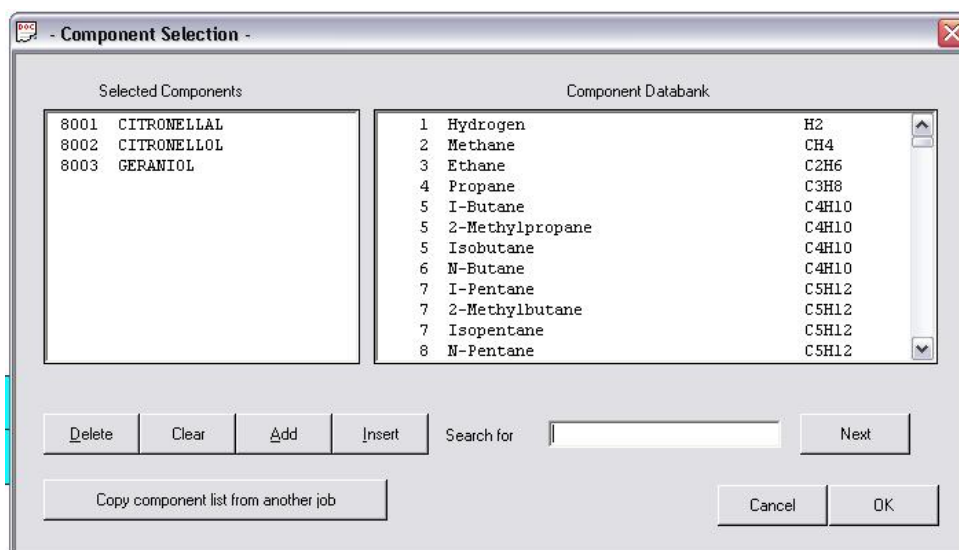 - Component Selection -
Selected Components
Component Databank
8001 CITRONELLAL
8002 CITRONELLOL
8003 GERANIOL
1 Hydrogen H2
2 Methane CH4
3 Ethane C2H6
4 Propane C3H8
5 I-Butane C4H10
5 2-Methylpropane C4H10
5 Isobutane C4H10
6 N-Butane C4H10
7 I-Pentane C5H12
7 2-Methylbutane C5H12
7 Isopentane C5H12
8 N-Pentane C5H12
Delete Clear Add Insert Search for Next
Copy component list from another job
Cancel OK